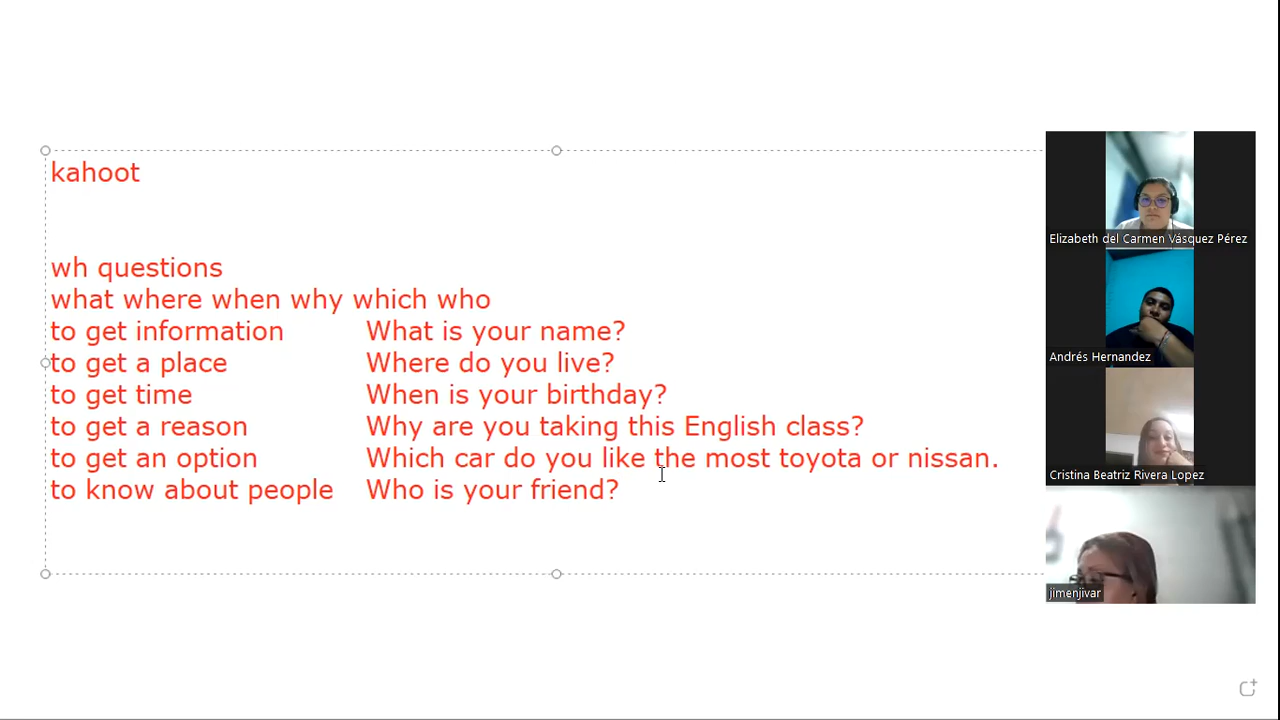 kahoot
wh questions
what where when why which who
to get information What is your name?
to get a place Where do you live?
to get time When is your birthday?
to get a reason Why are you taking this English class?
to get an option Which car do you like the most toyota or nissan.
to know about people Who is your friend?
Elizabeth del Carmen Vásquez Pérez
Andrés Hernandez
Cristina Beatriz Rivera Lopez
jimenjivar